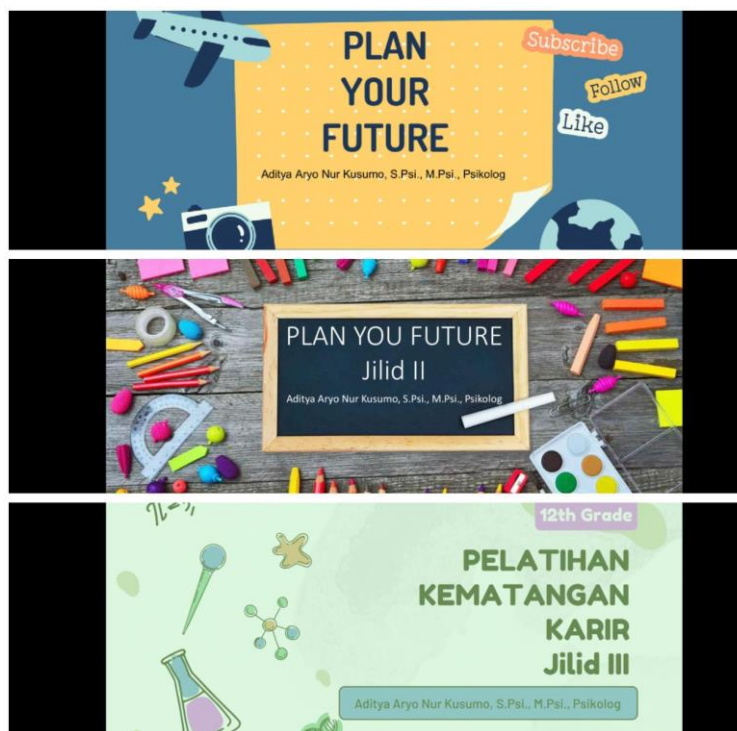 PLAN
YOUR
FUTURE
Aditya Aryo Nur Kusumo, S.Psi., M.Psi., Psikolog
Subscribe
Follow
Like
PLAN YOU FUTURE
Jilid II
Aditya Aryo Nur Kusumo, S.Psi., M.Psi., Psikolog
12th Grade
PELATIHAN
KEMATANGAN
KARIR
Jilid III
Aditya Aryo Nur Kusumo, S.Psi., M.Psi., Psikolog